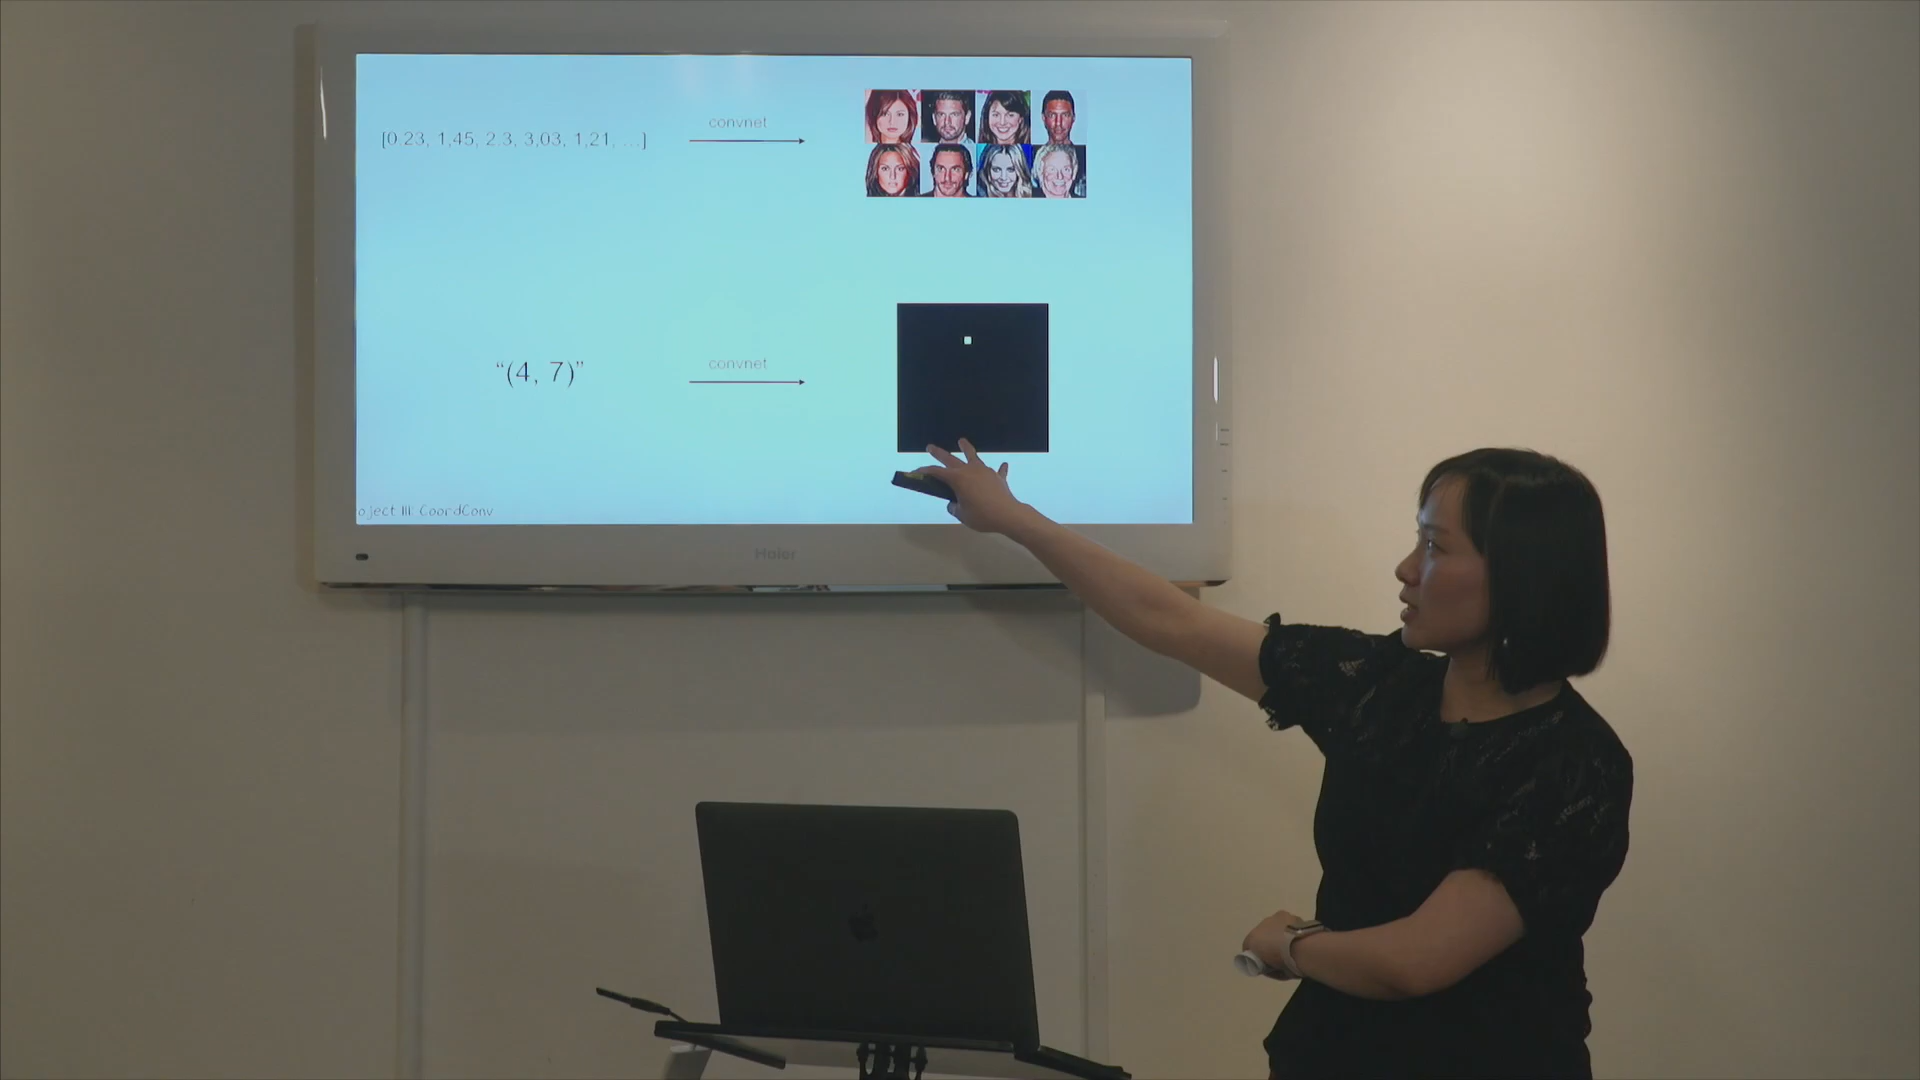 convnet
[0.23, 1,45, 2.3, 3,03, 1,21, ...]
“(4, 7)”
convnet
oject III: CoordConv
Haier